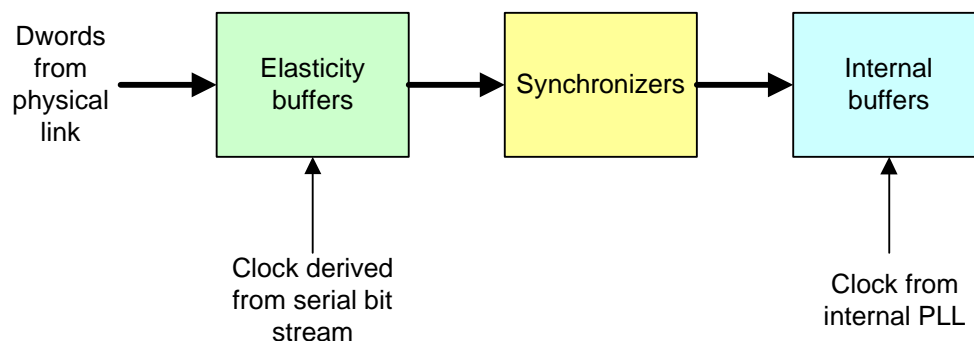 Dwords
from
physical
link
Elasticity
buffers
Synchronizers
Internal
buffers
Clock derived
from serial bit
stream
Clock from
internal PLL